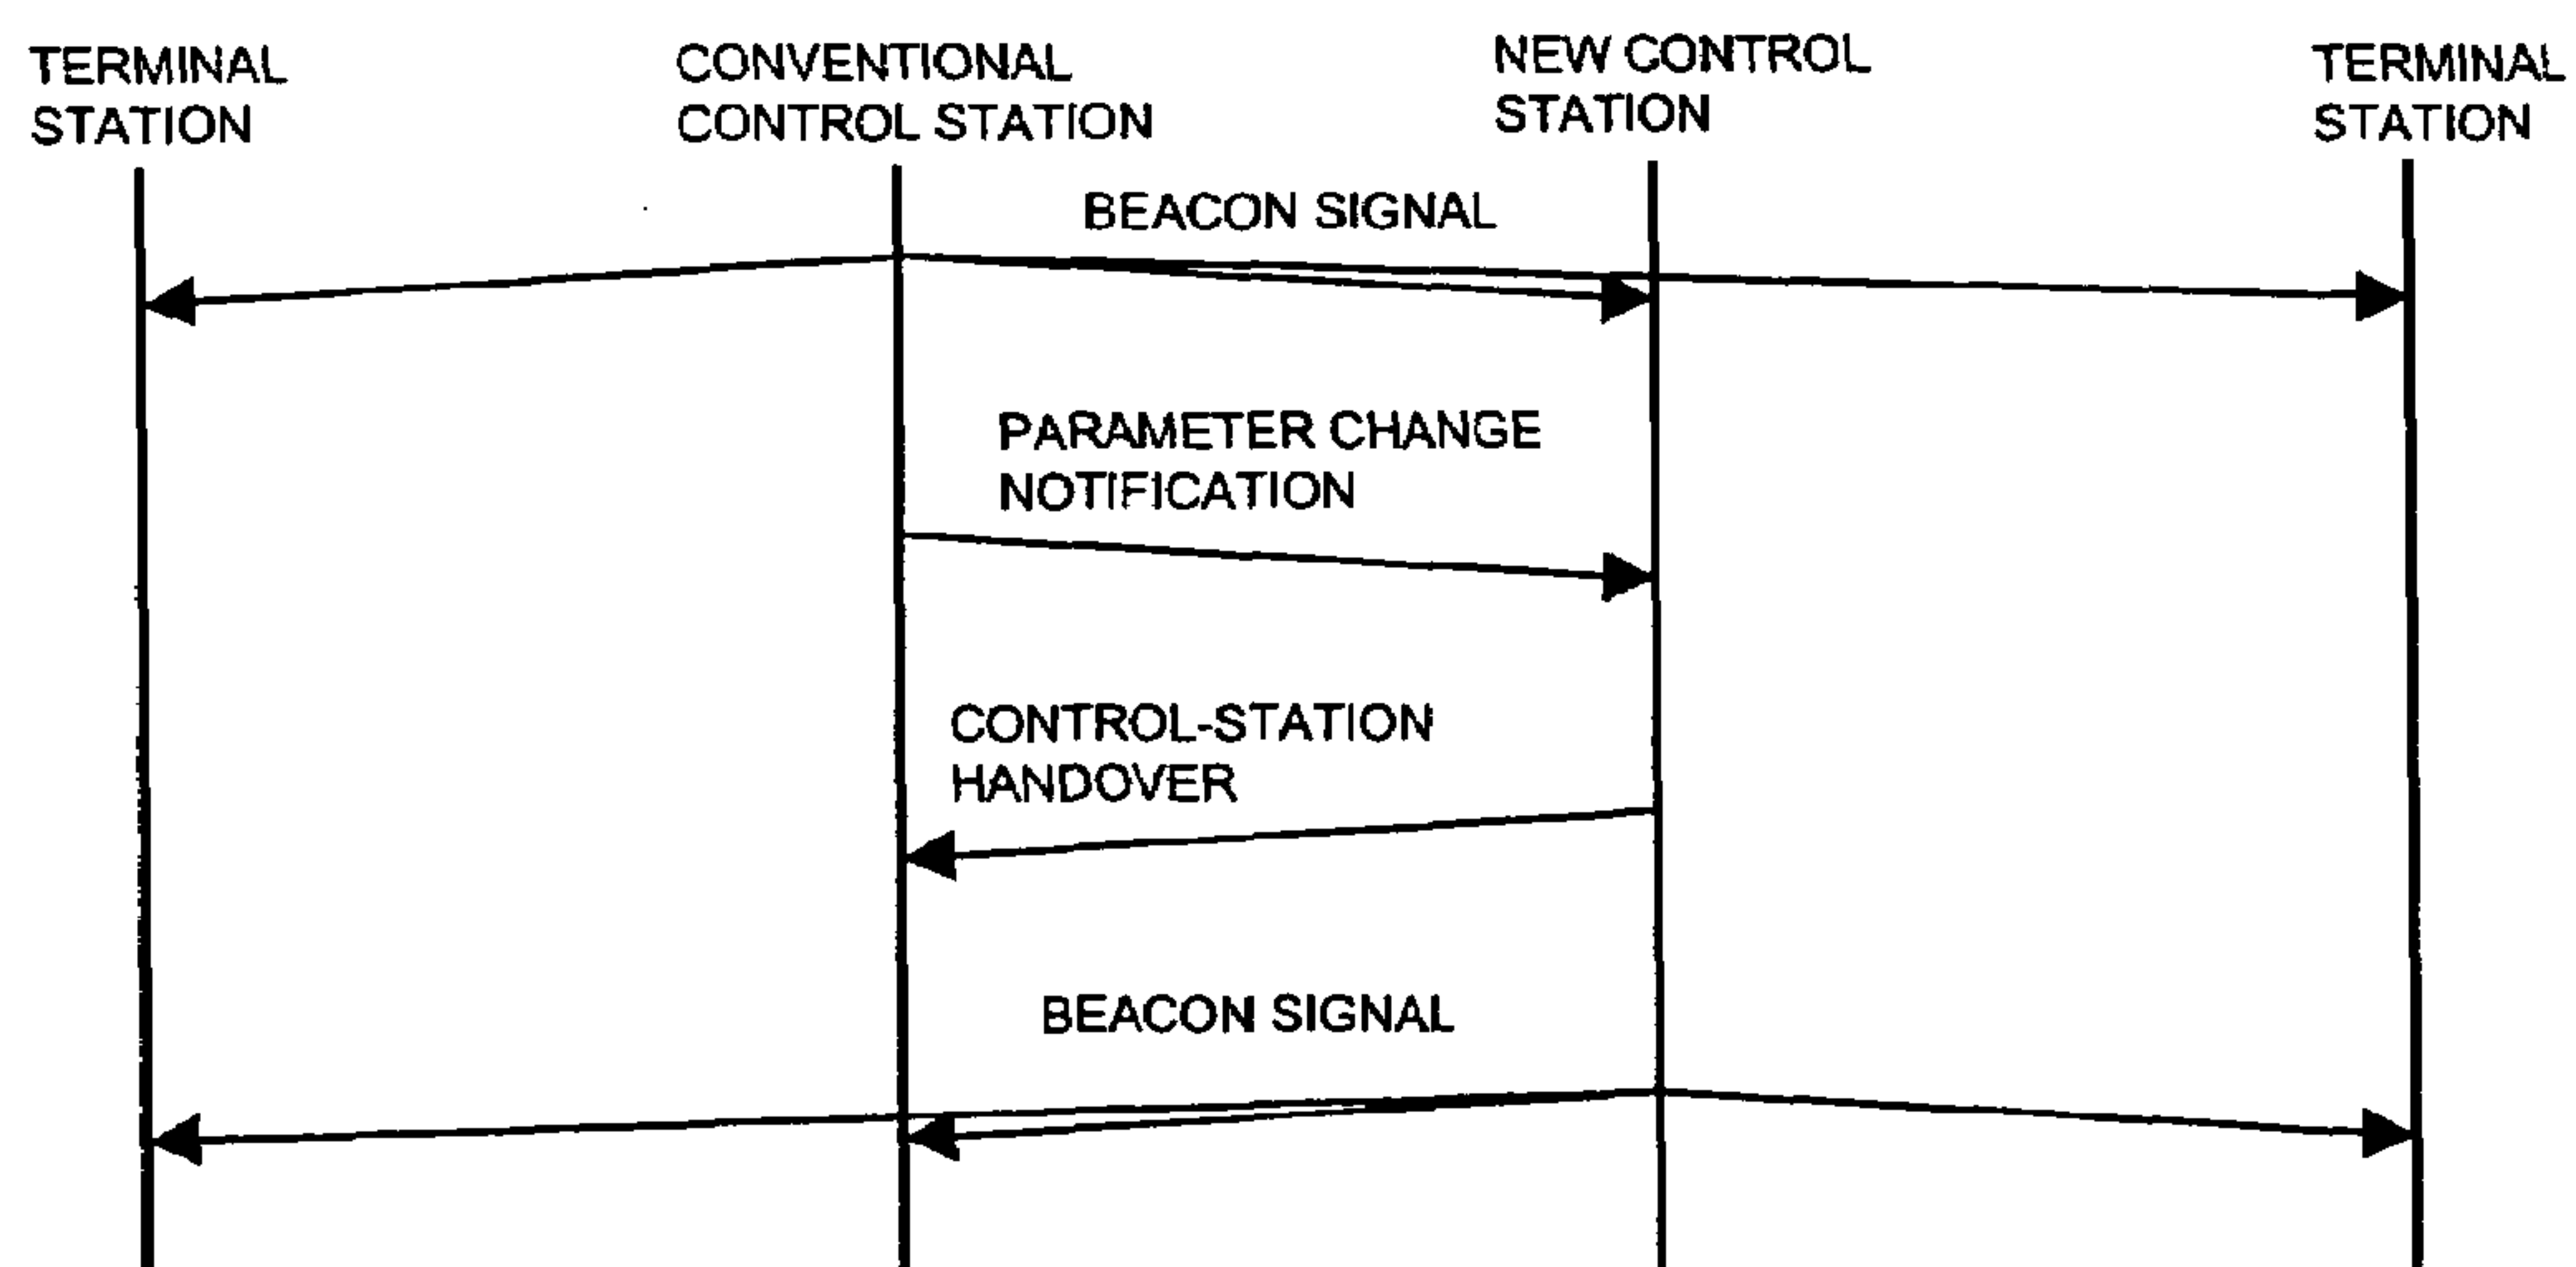 TERMINAL
STATION
CONVENTIONAL
CONTROL STATION
NEW CONTROL
STATION
TERMINAL
STATION
BEACON SIGNAL
PARAMETER CHANGE
NOTIFICATION
CONTROL-STATION
HANDOVER
BEACON SIGNAL